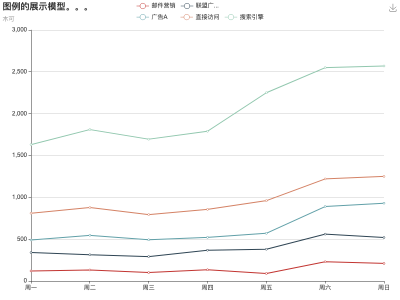 图例的展示模型。。。
木可
邮件营销 联盟广...
广告A 直接访问 搜索引擎
3,000
2,500
2,000
1,500
1,000
500
0
周一 周二 周三 周四 周五 周六 周日